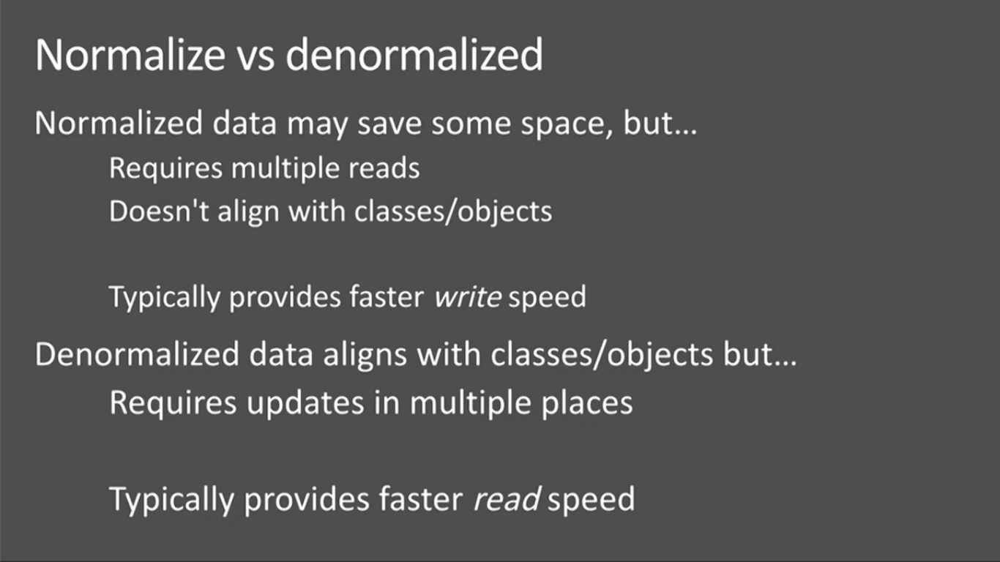 Normalize vs denormalized
Normalized data may save some space, but...
Requires multiple reads
Doesn't align with classes/objects
Typically provides faster write speed
Denormalized data aligns with classes/objects but...
Requires updates in multiple places
Typically provides faster read speed